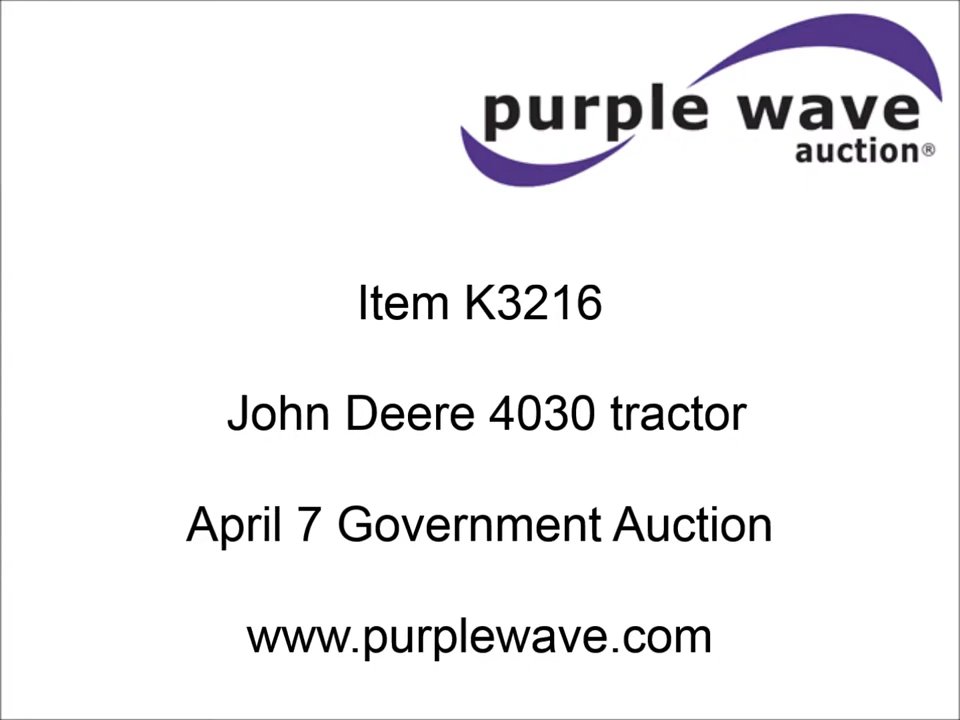 purple wave
auction®
Item K3216
John Deere 4030 tractor
April 7 Government Auction
www.purplewave.com